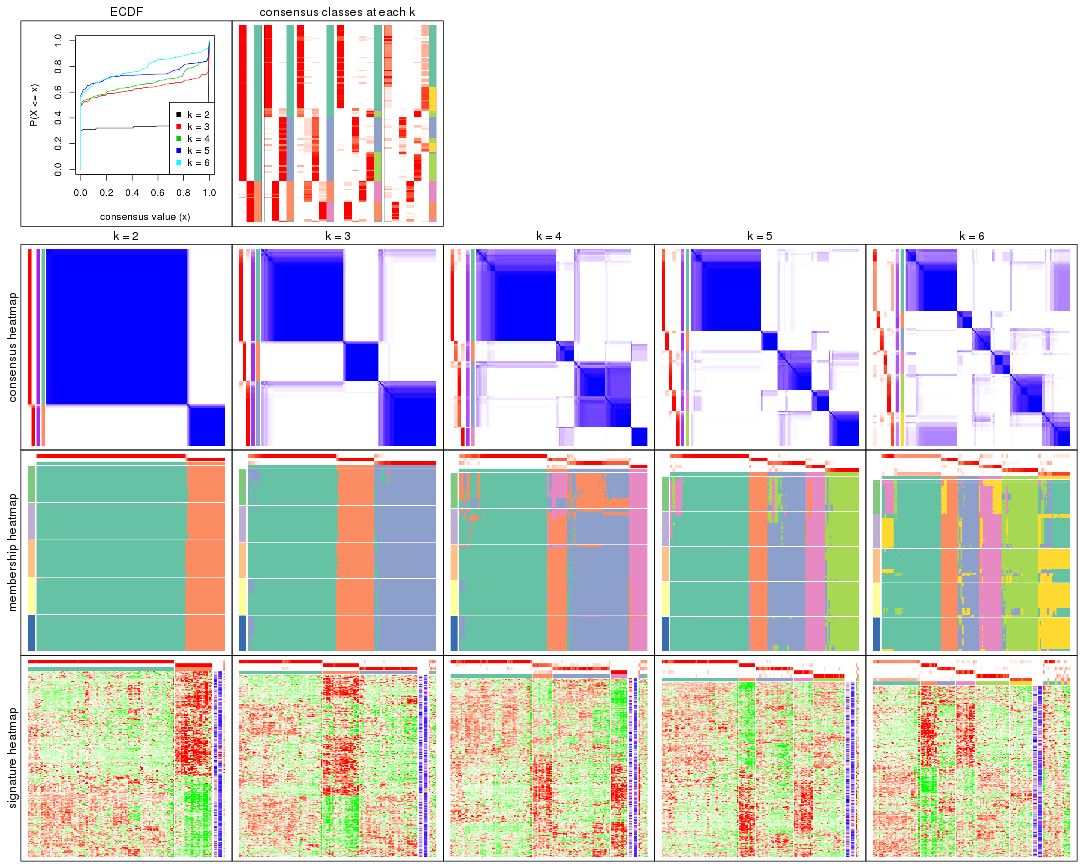 ECDF
consensus classes at each k
P(X <= x)
0.0 0.2 0.4 0.6 0.8 1.0
k = 2
k = 3
k = 4
k = 5
k = 6
0.0 0.2 0.4 0.6 0.8 1.0
consensus value (x)
k = 2
k = 3
k = 4
k = 5
k = 6
consensus heatmap
membership heatmap
signature heatmap